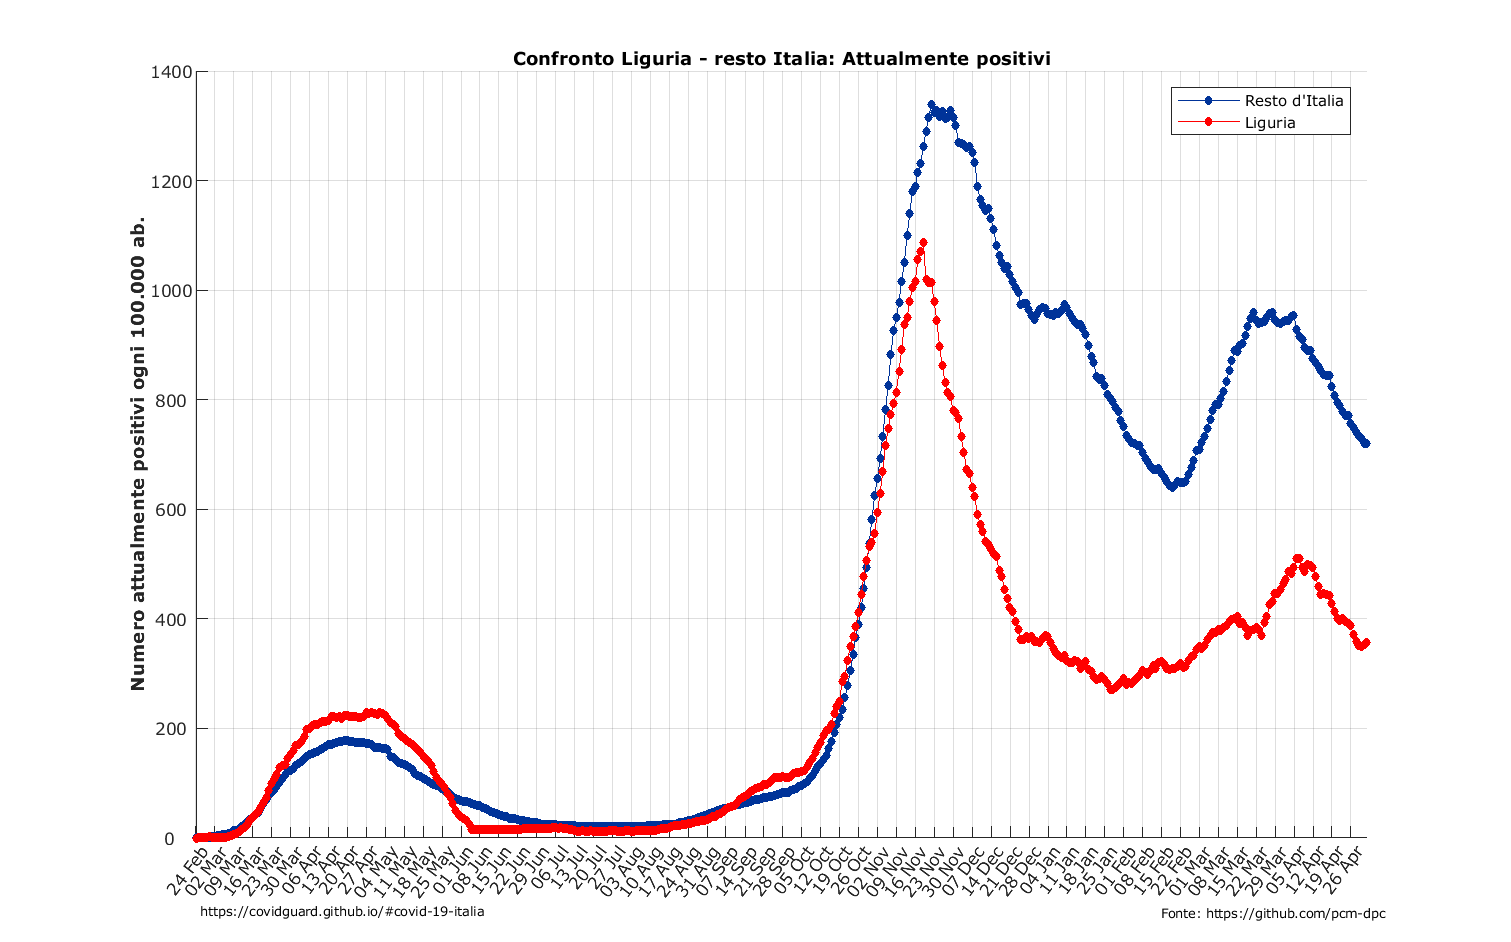 Confronto Liguria - resto Italia: Attualmente positivi
Numero attualmente positivi ogni 100.000 ab.
1400
1200
1000
800
600
400
200
0
Resto d'Italia
Liguria
24 Feb
02 Mar
09 Mar
16 Mar
23 Mar
30 Mar
06 Apr
13 Apr
20 Apr
27 Apr
04 May
11 May
18 May
25 May
01 Jun
08 Jun
15 Jun
22 Jun
29 Jun
06 Jul
13 Jul
20 Jul
27 Jul
03 Aug
10 Aug
17 Aug
24 Aug
31 Aug
07 Sep
14 Sep
21 Sep
28 Sep
05 Oct
12 Oct
19 Oct
26 Oct
02 Nov
09 Nov
16 Nov
23 Nov
30 Nov
07 Dec
14 Dec
21 Dec
28 Dec
04 Jan
11 Jan
18 Jan
25 Jan
01 Feb
08 Feb
15 Feb
22 Feb
01 Mar
08 Mar
15 Mar
22 Mar
29 Mar
05 Apr
12 Apr
19 Apr
26 Apr
https://covidguard.github.io/#covid-19-italia
Fonte: https://github.com/pcm-dpc